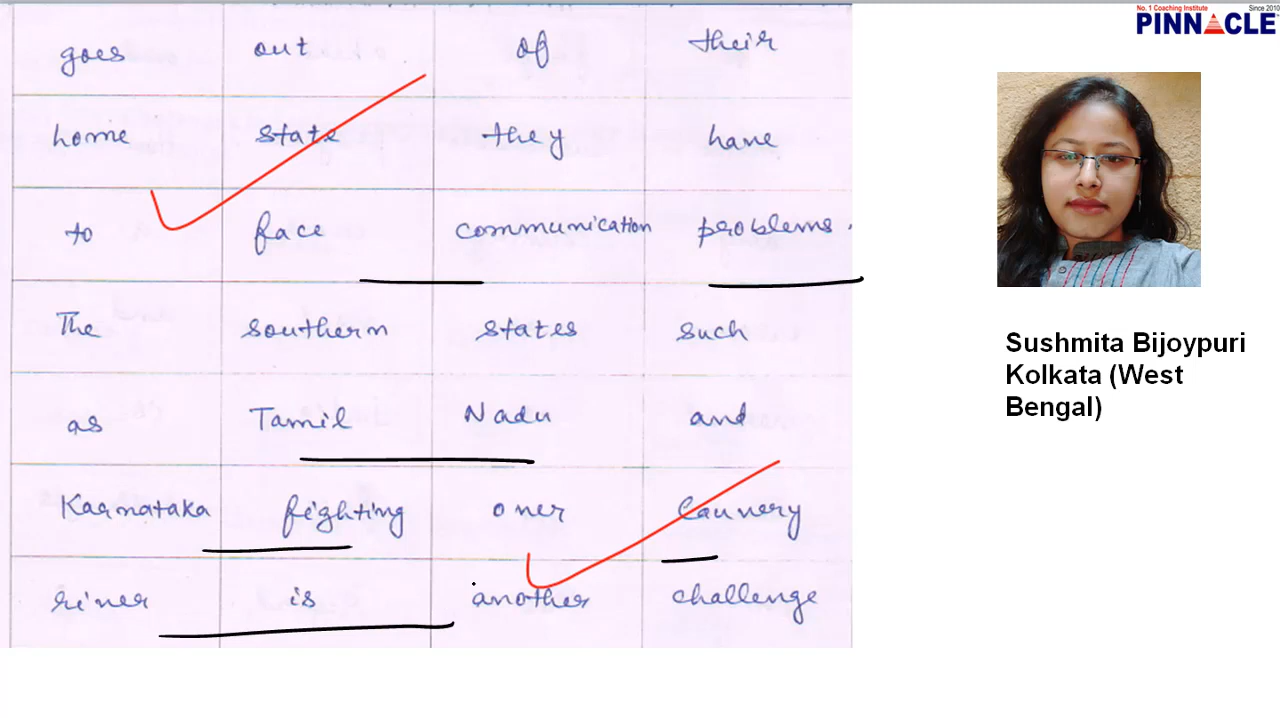 No. 1 Coaching Institute Since 2010
PINNACLE
goes out of their
home state they have
to face communication problems.
The southern states such
as Tamil Nadu and
Karnataka fighting over Cauvery
river is another challenge
Sushmita Bijoypuri
Kolkata (West
Bengal)